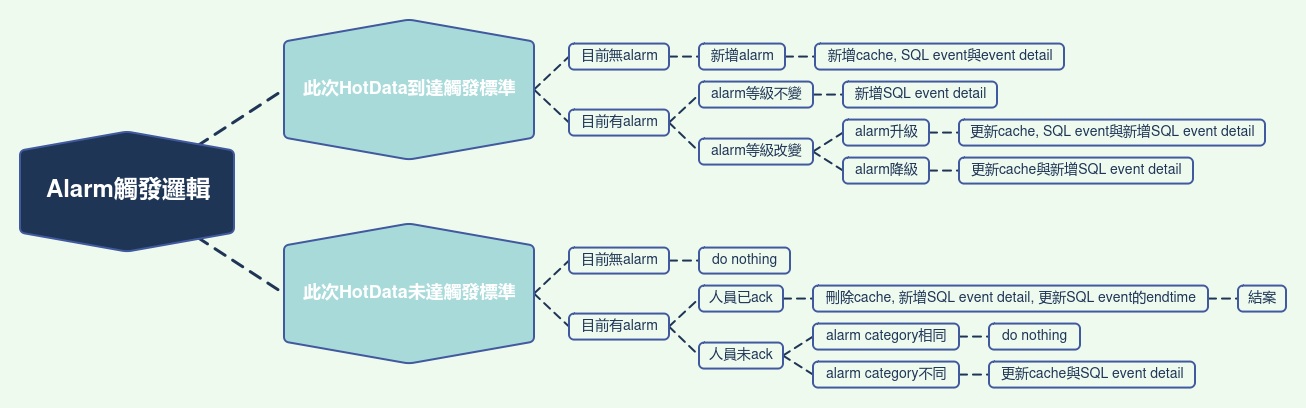 Alarm觸發邏輯
此次HotData到達觸發標準
目前無alarm
新增alarm
新增cache, SQL event與event detail
目前有alarm
alarm等級不變
新增SQL event detail
alarm等級改變
alarm升級
更新cache, SQL event與新增SQL event detail
alarm降級
更新cache與新增SQL event detail
此次HotData未達觸發標準
目前無alarm
do nothing
目前有alarm
人員已ack
刪除cache, 新增SQL event detail, 更新SQL event的endtime
結案
人員未ack
alarm category相同
do nothing
alarm category不同
更新cache與SQL event detail